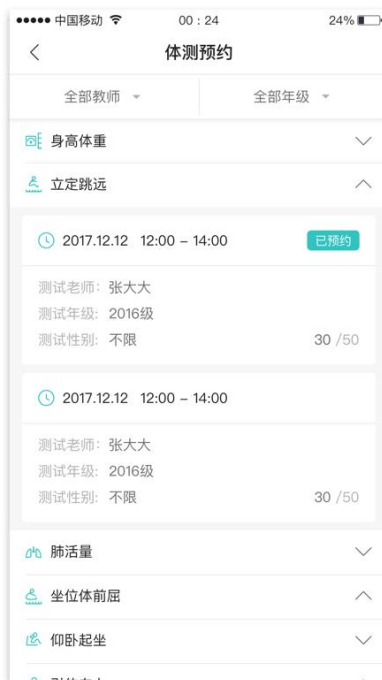 中国移动 00 : 24 24%
体测预约
全部教师 全部年级
身高体重
立定跳远
2017.12.12 12:00 – 14:00 已预约
测试老师: 张大大
测试年级: 2016级
测试性别: 不限 30 /50
2017.12.12 12:00 – 14:00
测试老师: 张大大
测试年级: 2016级
测试性别: 不限 30 /50
肺活量
坐位体前屈
仰卧起坐